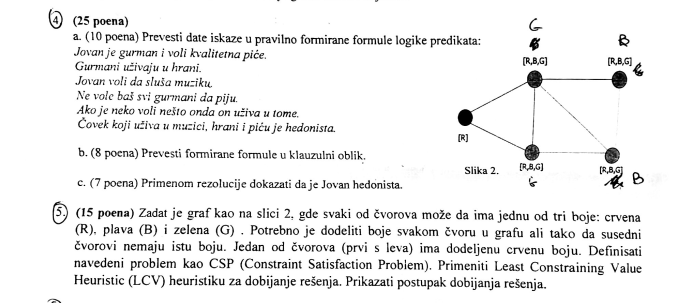 4. (25 poena)
a. (10 poena) Prevesti date iskaze u pravilno formirane formule logike predikata:
Jovan je gurman i voli kvalitetna piće.
Gurmani uživaju u hrani.
Jovan voli da sluša muziku.
Ne vole baš svi gurmani da piju.
Ako je neko voli nešto onda on uživa u tome.
Čovek koji uživa u muzici, hrani i piću je hedonista.
b. (8 poena) Prevesti formirane formule u klauzulni oblik.
c. (7 poena) Primenom rezolucije dokazati da je Jovan hedonista.
G
B
[R,B,G]
[R,B,G]
[R]
[R,B,G]
[R,B,G]
G
B
Slika 2.
5. (15 poena) Zadat je graf kao na slici 2, gde svaki od čvorova može da ima jednu od tri boje: crvena
(R), plava (B) i zelena (G) . Potrebno je dodeliti boje svakom čvoru u grafu ali tako da susedni
čvorovi nemaju istu boju. Jedan od čvorova (prvi s leva) ima dodeljenu crvenu boju. Definisati
navedeni problem kao CSP (Constraint Satisfaction Problem). Primeniti Least Constraining Value
Heuristic (LCV) heuristiku za dobijanje rešenja. Prikazati postupak dobijanja rešenja.